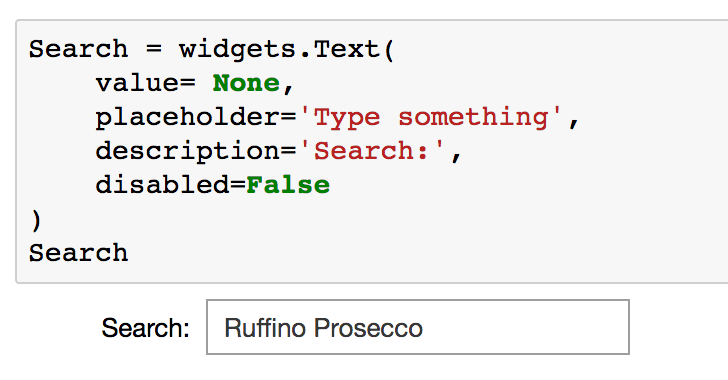 Search = widgets.Text(
    value= None,
    placeholder='Type something',
    description='Search:',
    disabled=False
)
Search
Search: Ruffino Prosecco